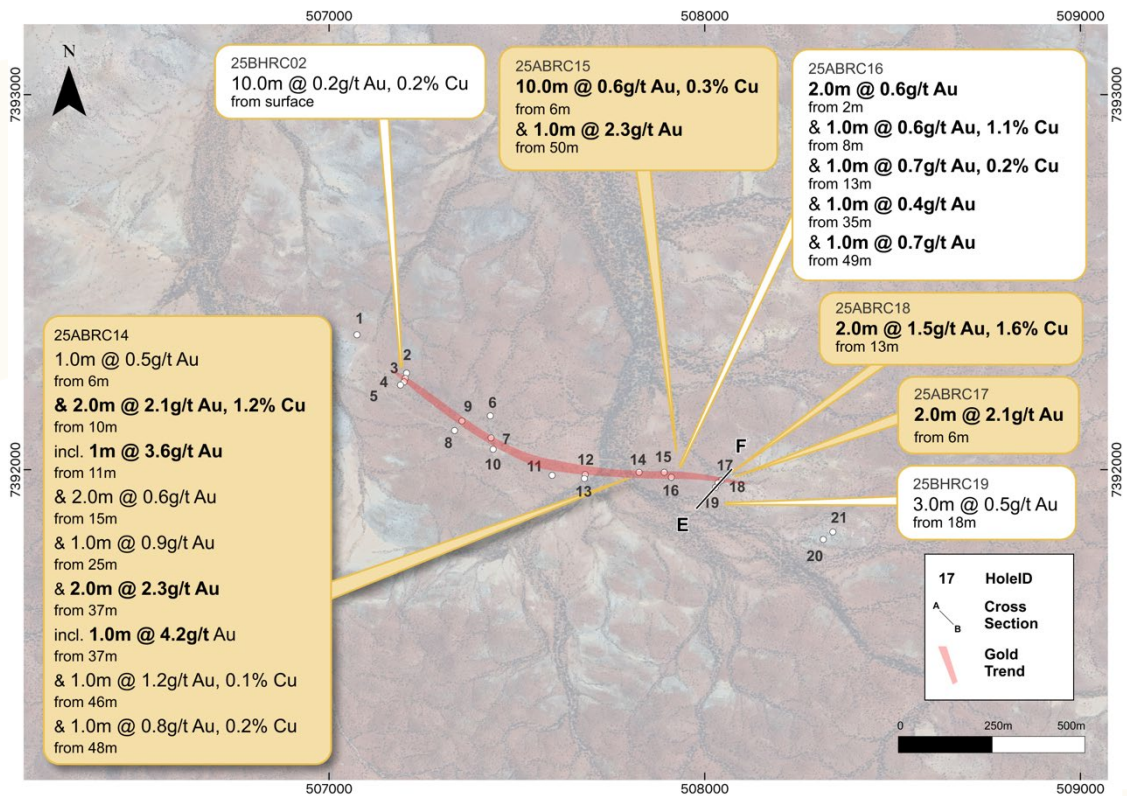 507000
508000
509000
7393000
7393000
N
25BHRC02
10.0m @ 0.2g/t Au, 0.2% Cu
from surface
25ABRC15
10.0m @ 0.6g/t Au, 0.3% Cu
from 6m
& 1.0m @ 2.3g/t Au
from 50m
25ABRC16
2.0m @ 0.6g/t Au
from 2m
& 1.0m @ 0.6g/t Au, 1.1% Cu
from 8m
& 1.0m @ 0.7g/t Au, 0.2% Cu
from 13m
& 1.0m @ 0.4g/t Au
from 35m
& 1.0m @ 0.7g/t Au
from 49m
25ABRC18
2.0m @ 1.5g/t Au, 1.6% Cu
from 13m
25ABRC17
2.0m @ 2.1g/t Au
from 6m
25BHRC19
3.0m @ 0.5g/t Au
from 18m
25ABRC14
1.0m @ 0.5g/t Au
from 6m
& 2.0m @ 2.1g/t Au, 1.2% Cu
from 10m
incl. 1m @ 3.6g/t Au
from 11m
& 2.0m @ 0.6g/t Au
from 15m
& 1.0m @ 0.9g/t Au
from 25m
& 2.0m @ 2.3g/t Au
from 37m
incl. 1.0m @ 4.2g/t Au
from 37m
& 1.0m @ 1.2g/t Au, 0.1% Cu
from 46m
& 1.0m @ 0.8g/t Au, 0.2% Cu
from 48m
1
2
3
4
5
6
9
8
7
10
11
12
13
14
15
16
F
17
18
19
E
21
20
7392000
7392000
17 HoleID
A
B
Cross
Section
Gold
Trend
0 250m 500m
507000
508000
509000